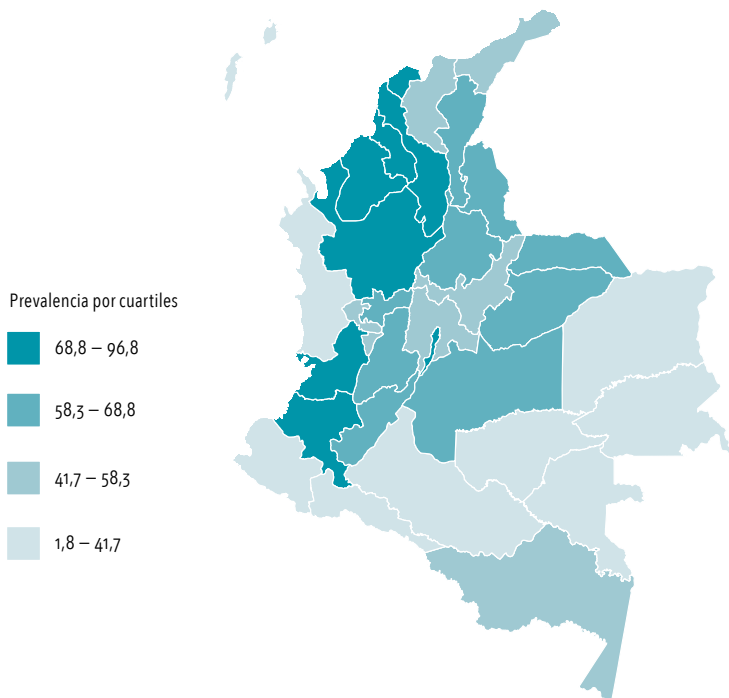 Prevalencia por cuartiles
68,8 – 96,8
58,3 – 68,8
41,7 – 58,3
1,8 – 41,7